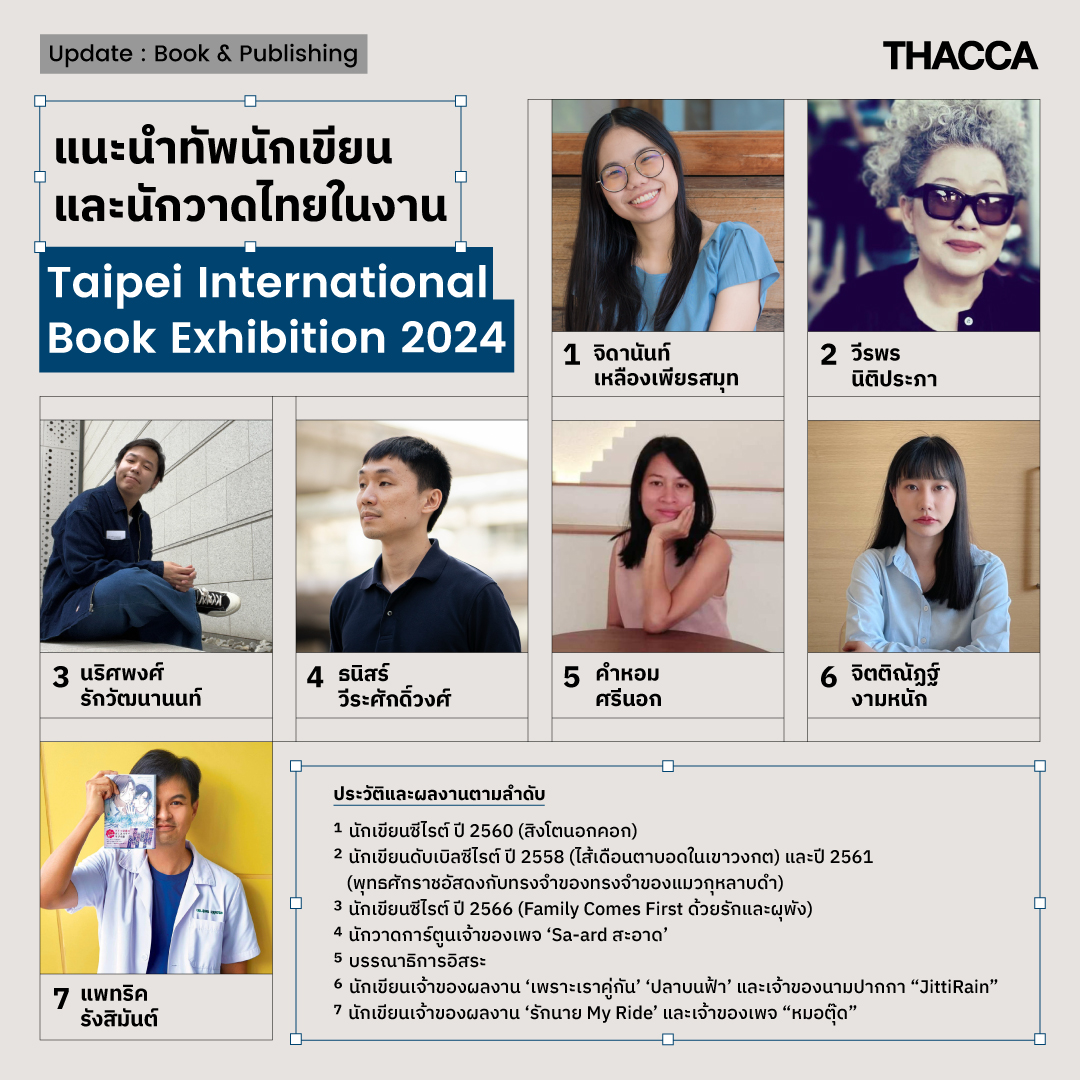 Update : Book & Publishing
THACCA
แนะนำทัพนักเขียน
และนักวาดไทยในงาน
Taipei International
Book Exhibition 2024
1 จิดานันท์
เหลืองเพียรสมุท
2 วีรพร
นิติประภา
3 นริศพงศ์
รักวัฒนานนท์
4 ธนิสร์
วีระศักดิ์วงศ์
5 คำหอม
ศรีนอก
6 จิตติณัฏฐ์
งามหนัก
7 แพทริค
รังสิมันต์
ประวัติและผลงานตามลำดับ
1 นักเขียนซีไรต์ ปี 2560 (สิงโตนอกคอก)
2 นักเขียนดับเบิลซีไรต์ ปี 2558 (ไส้เดือนตาบอดในเขาวงกต) และปี 2561
(พุทธศักราชอัสดงกับทรงจำของทรงจำของแมวกุหลาบดำ)
3 นักเขียนซีไรต์ ปี 2566 (Family Comes First ด้วยรักและผุพัง)
4 นักวาดการ์ตูนเจ้าของเพจ ‘Sa-ard สะอาด’
5 บรรณาธิการอิสระ
6 นักเขียนเจ้าของผลงาน ‘เพราะเราคู่กัน’ ‘ปลาบนฟ้า’ และเจ้าของนามปากกา “JittiRain”
7 นักเขียนเจ้าของผลงาน ‘รักนาย My Ride’ และเจ้าของเพจ “หมอตุ๊ด”